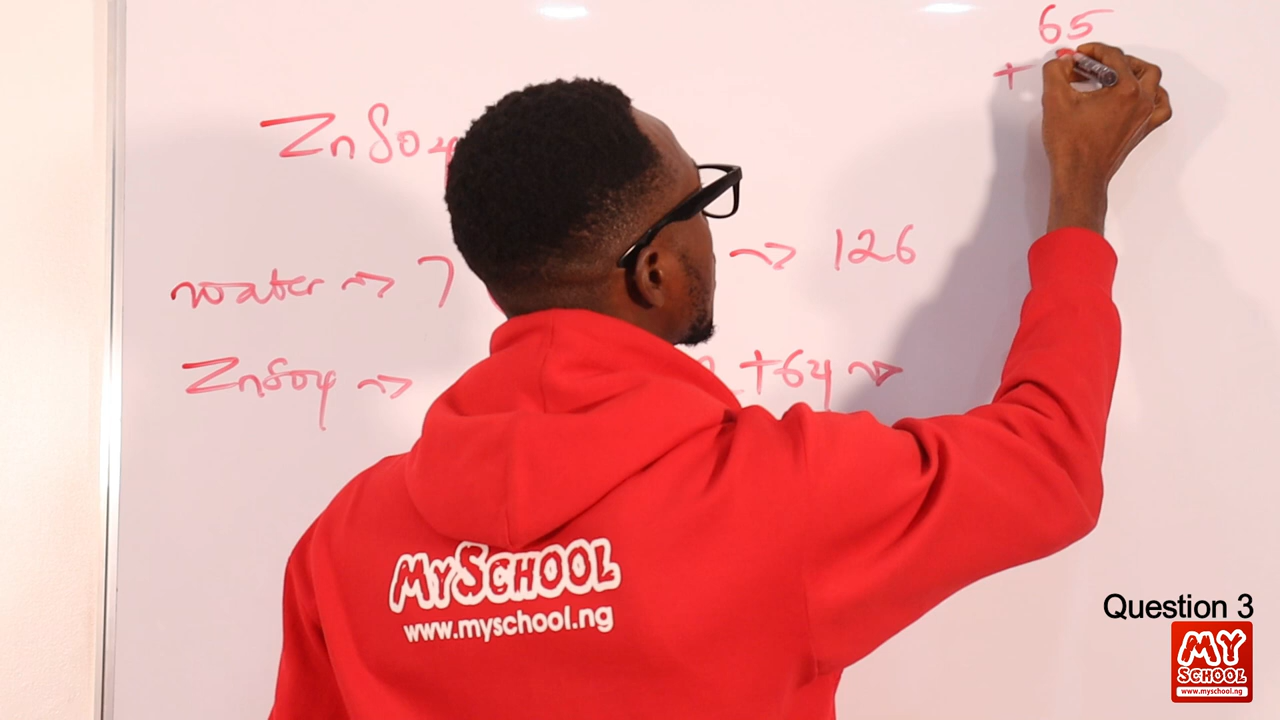 65
+
ZnSO4
water → 7 → 126
ZnSO4 → +64 →
MYSCHOOL
www.myschool.ng
Question 3
MY
SCHOOL
www.myschool.ng